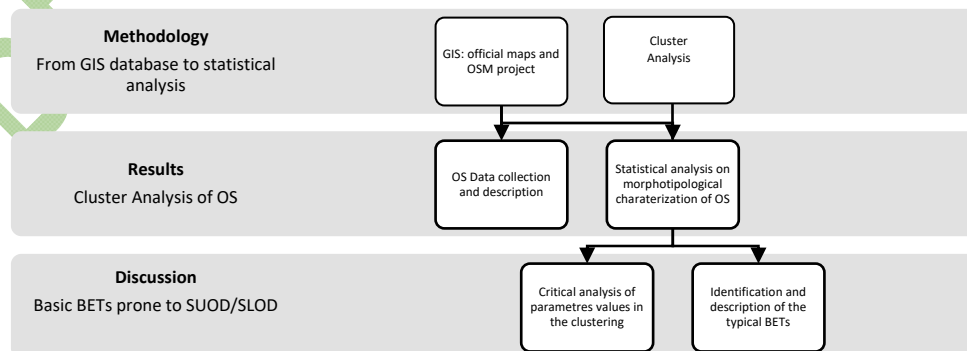 Methodology
From GIS database to statistical
analysis
GIS: official maps and
OSM project
Cluster
Analysis
Results
Cluster Analysis of OS
OS Data collection
and description
Statistical analysis on
morphotipological
charaterization of OS
Discussion
Basic BETs prone to SUOD/SLOD
Critical analysis of
parametres values in
the clustering
Identification and
description of the
typical BETs